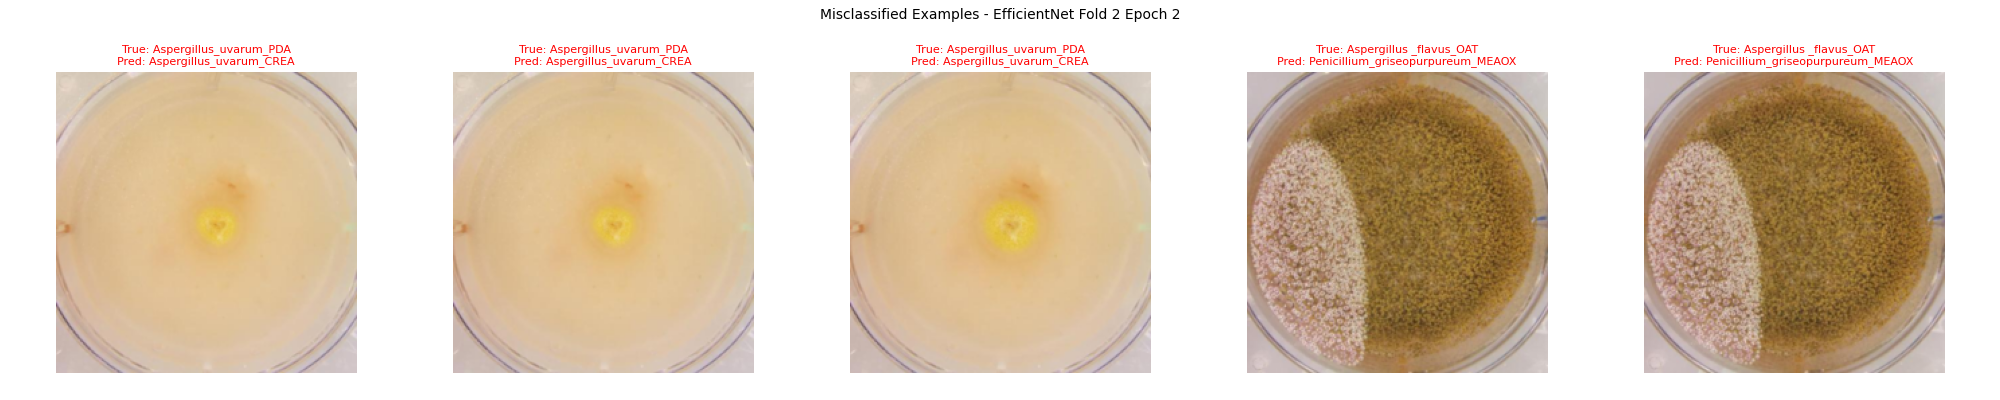 Misclassified Examples - EfficientNet Fold 2 Epoch 2
True: Aspergillus_uvarum_PDA
Pred: Aspergillus_uvarum_CREA
True: Aspergillus_uvarum_PDA
Pred: Aspergillus_uvarum_CREA
True: Aspergillus_uvarum_PDA
Pred: Aspergillus_uvarum_CREA
True: Aspergillus _flavus_OAT
Pred: Penicillium_griseopurpureum_MEAOX
True: Aspergillus _flavus_OAT
Pred: Penicillium_griseopurpureum_MEAOX